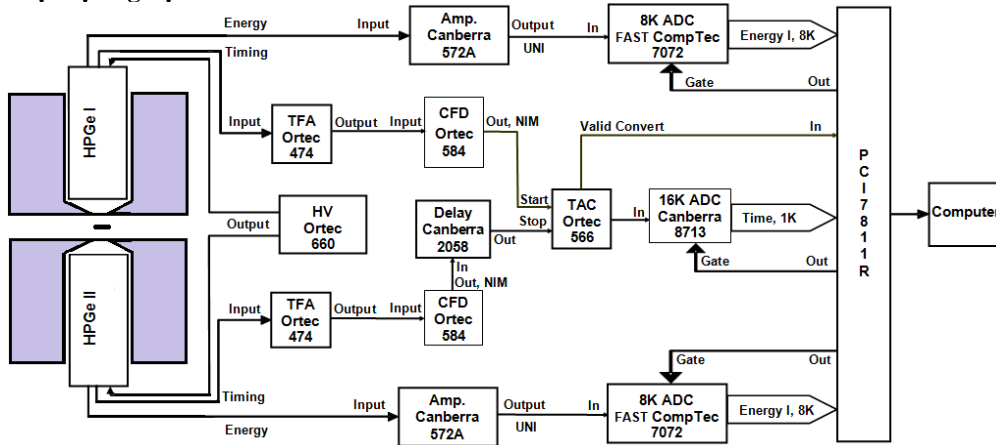 Energy
Timing
Input
Amp.
Canberra
572A
Output
UNI
In
8K ADC
FAST CompTec
7072
Energy I, 8K
Gate
Out
HPGe I
Input
TFA
Ortec
474
Output
Input
CFD
Ortec
584
Out, NIM
Valid Convert
In
Start
Stop
TAC
Ortec
566
In
16K ADC
Canberra
8713
Time, 1K
Gate
Out
Output
HV
Ortec
660
Delay
Canberra
2058
Out
In
Out, NIM
PCI7811R
Computer
HPGe II
Input
TFA
Ortec
474
Output
Input
CFD
Ortec
584
Timing
Energy
Input
Amp.
Canberra
572A
Output
UNI
In
Gate
Out
8K ADC
FAST CompTec
7072
Energy I, 8K